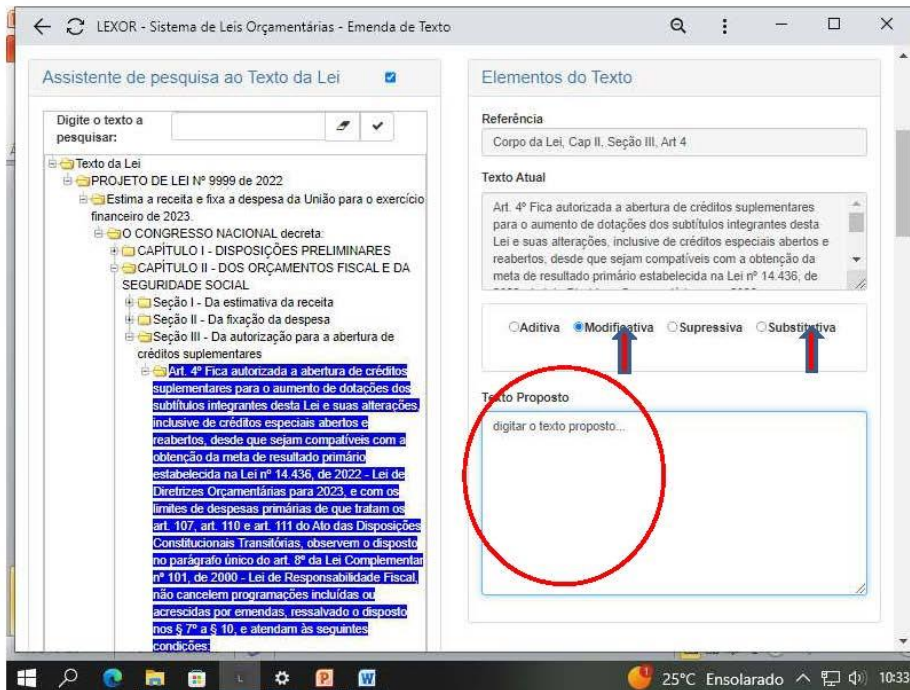 LEXOR - Sistema de Leis Orçamentárias - Emenda de Texto
Assistente de pesquisa ao Texto da Lei
Digite o texto a
pesquisar:
Texto da Lei
PROJETO DE LEI Nº 9999 de 2022
Estima a receita e fixa a despesa da União para o exercício
financeiro de 2023.
O CONGRESSO NACIONAL decreta:
CAPÍTULO I - DISPOSIÇÕES PRELIMINARES
CAPÍTULO II - DOS ORÇAMENTOS FISCAL E DA
SEGURIDADE SOCIAL
Seção I - Da estimativa da receita
Seção II - Da fixação da despesa
Seção III - Da autorização para a abertura de
créditos suplementares
Art. 4º Fica autorizada a abertura de créditos
suplementares para o aumento de dotações dos
subtítulos integrantes desta Lei e suas alterações,
inclusive de créditos especiais abertos e
reabertos, desde que sejam compatíveis com a
obtenção da meta de resultado primário
estabelecida na Lei nº 14.436, de 2022 - Lei de
Diretrizes Orçamentárias para 2023, e com os
limites de despesas primárias de que tratam os
art. 107, art. 110 e art. 111 do Ato das Disposições
Constitucionais Transitórias, observem o disposto
no parágrafo único do art. 8º da Lei Complementar
nº 101, de 2000 - Lei de Responsabilidade Fiscal,
não cancelem programações incluídas ou
acrescidas por emendas, ressalvado o disposto
nos § 7º a § 10, e atendam às seguintes
condições:
Elementos do Texto
Referência
Corpo da Lei, Cap II, Seção III, Art 4
Texto Atual
Art. 4º Fica autorizada a abertura de créditos suplementares
para o aumento de dotações dos subtítulos integrantes desta
Lei e suas alterações, inclusive de créditos especiais abertos e
reabertos, desde que sejam compatíveis com a obtenção da
meta de resultado primário estabelecida na Lei nº 14.436, de
Aditiva Modificativa Supressiva Substitutiva
Texto Proposto
digitar o texto proposto...
25°C Ensolarado 10:33